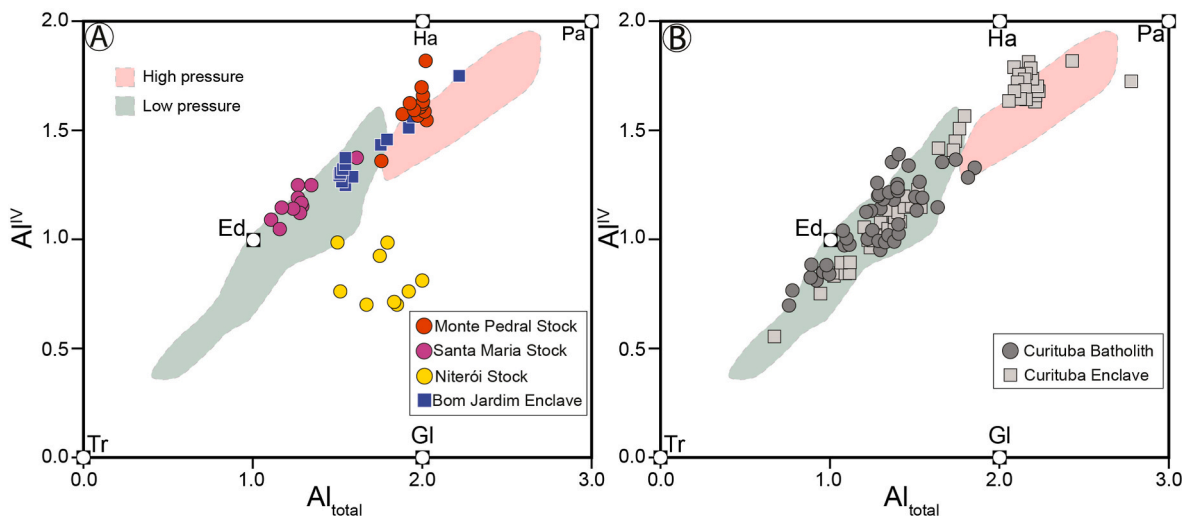 A
2.0
1.5
1.0
0.5
0.0
Al^IV
High pressure
Low pressure
Ha
Pa
Ed
Monte Pedral Stock
Santa Maria Stock
Niterói Stock
Bom Jardim Enclave
Tr
Gl
0.0 1.0 2.0 3.0
Al_total
B
2.0
1.5
1.0
0.5
0.0
Al^IV
Ha
Pa
Ed
Curituba Batholith
Curituba Enclave
Tr
Gl
0.0 1.0 2.0 3.0
Al_total